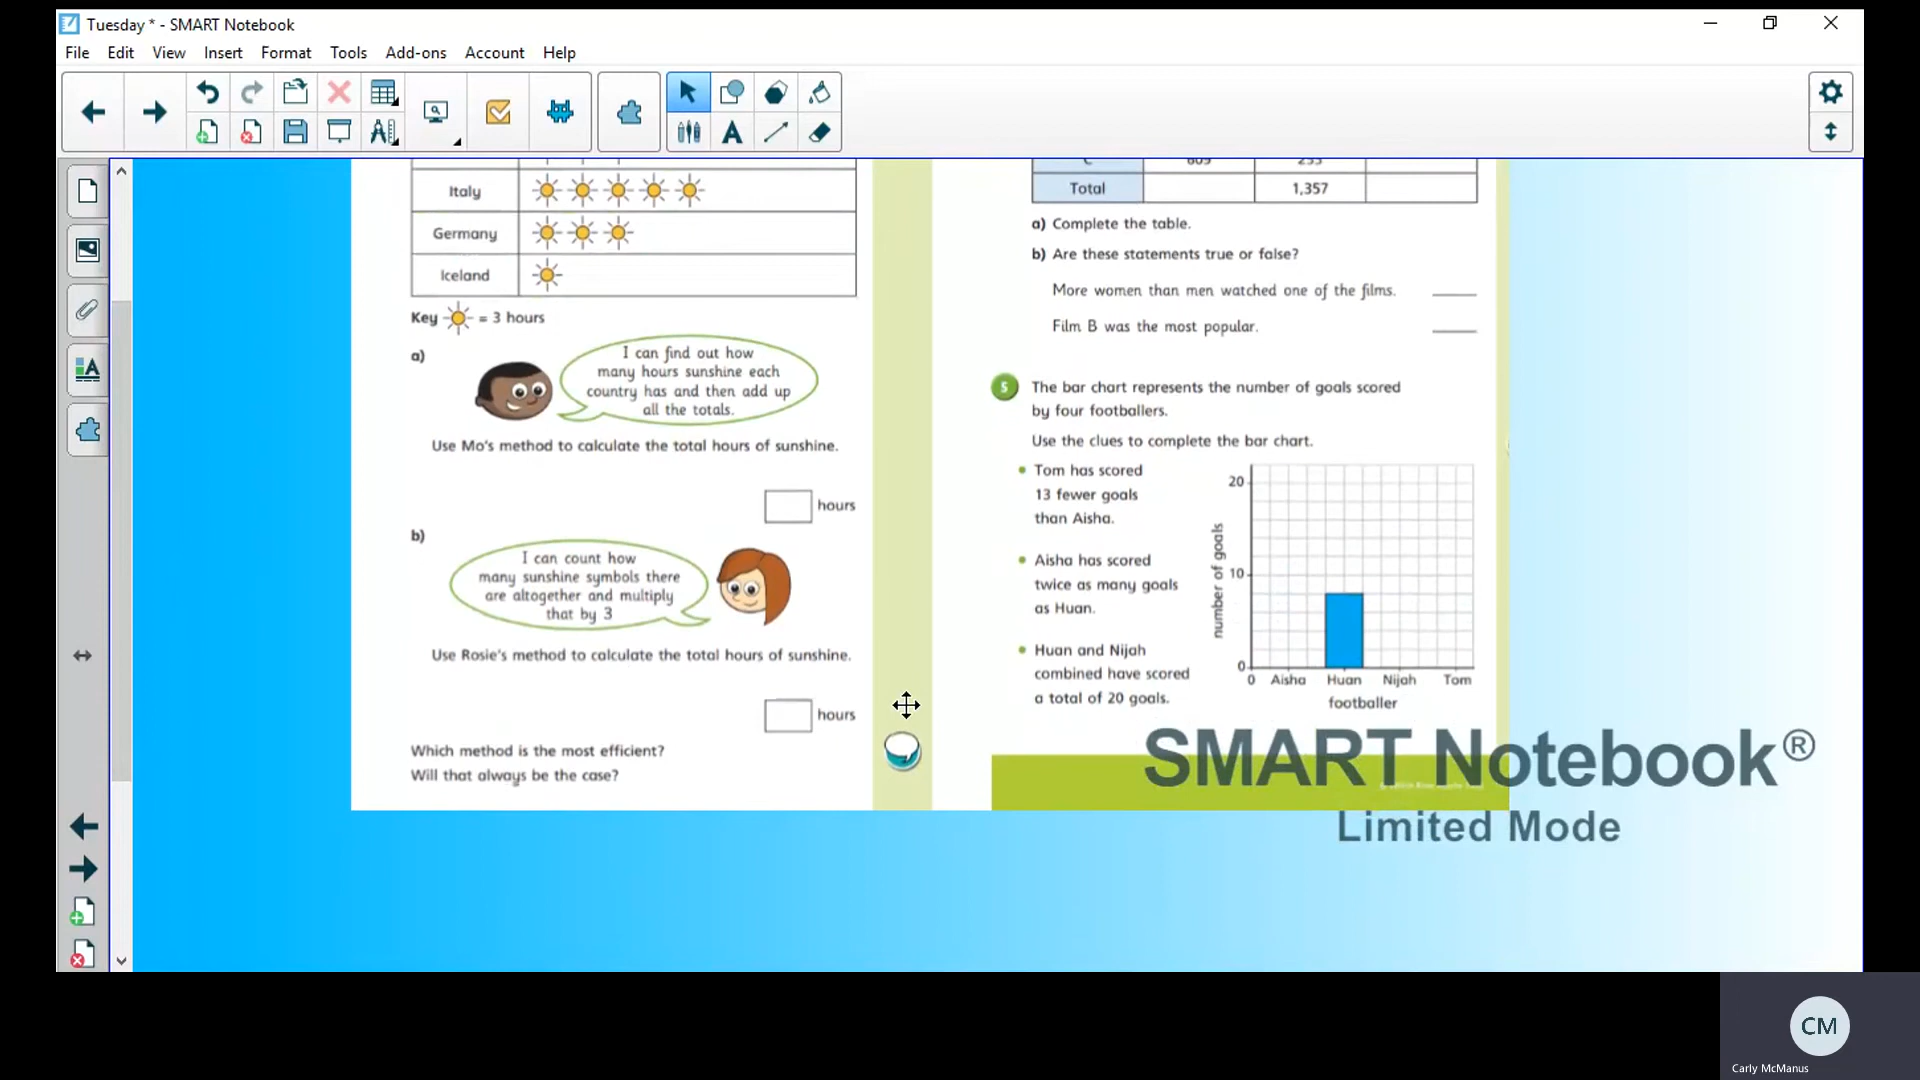 Tuesday * - SMART Notebook
File Edit View Insert Format Tools Add-ons Account Help
Italy
Germany
Iceland
Key = 3 hours
a)
I can find out how
many hours sunshine each
country has and then add up
all the totals.
Use Mo's method to calculate the total hours of sunshine.
hours
b)
I can count how
many sunshine symbols there
are altogether and multiply
that by 3
Use Rosie's method to calculate the total hours of sunshine.
hours
Which method is the most efficient?
Will that always be the case?
Total 1,357
a) Complete the table.
b) Are these statements true or false?
More women than men watched one of the films.
Film B was the most popular.
5 The bar chart represents the number of goals scored
by four footballers.
Use the clues to complete the bar chart.
• Tom has scored
13 fewer goals
than Aisha.
• Aisha has scored
twice as many goals
as Huan.
• Huan and Nijah
combined have scored
a total of 20 goals.
20
10
0
number of goals
0 Aisha Huan Nijah Tom
footballer
SMART Notebook®
Limited Mode
CM
Carly McManus